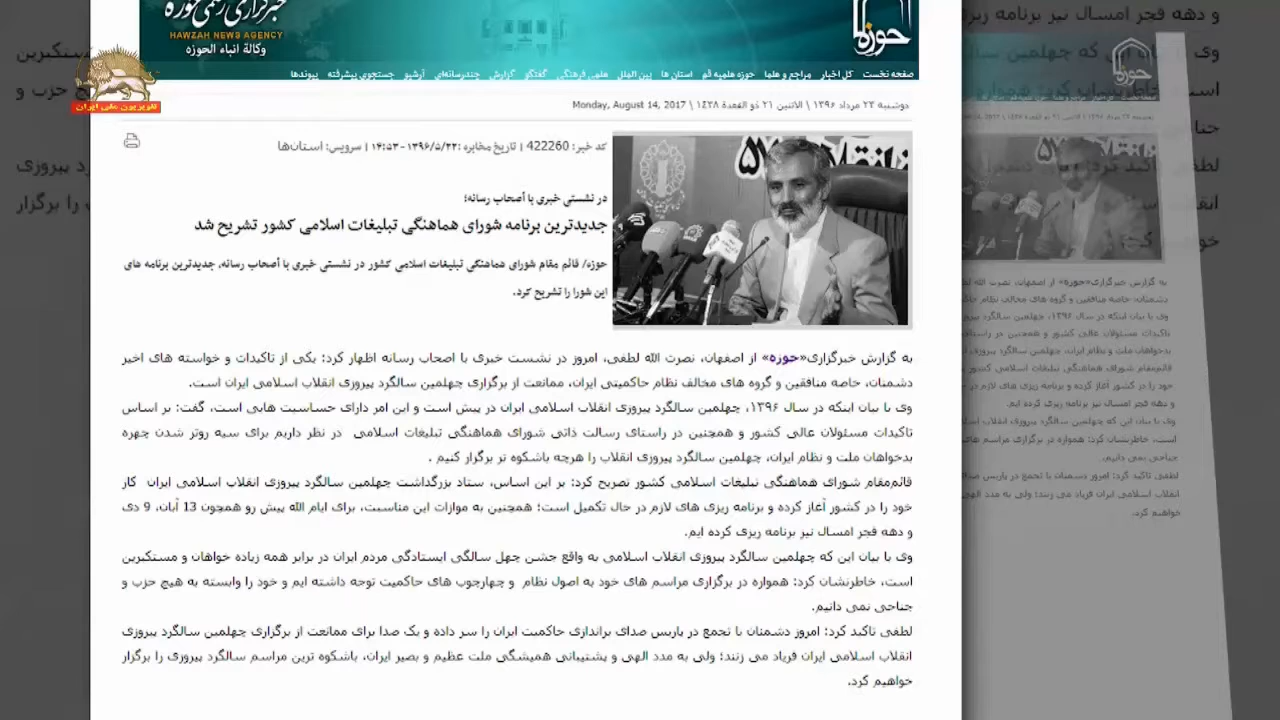 خبرگزاری رسمی حوزه
HAWZAH NEWS AGENCY
وكالة انباء الحوزه
حوزه
تلویزیون ملی ایران
صفحه نخست کل اخبار مراجع و علما حوزه علمیه قم استان ها بین الملل علمی فرهنگی گفتگو گزارش چندرسانه‌ای آرشیو جستجوی پیشرفته پیوندها
دوشنبه ۲۳ مرداد ۱۳۹۶ \ الاثنین ۲۱ ذو القعدة ۱٤۳۸ \ Monday, August 14, 2017
کد خبر: 422260 | تاریخ مخابره :۱۳۹۶/۵/۲۲ - ۱۴:۵۳ | سرویس: استان‌ها
در نشستی خبری با أصحاب رسانه؛
جدیدترین برنامه شورای هماهنگی تبلیغات اسلامی کشور تشریح شد
حوزه/ قائم مقام شورای هماهنگی تبلیغات اسلامی کشور در نشستی خبری با أصحاب رسانه، جدیدترین برنامه های
این شورا را تشریح کرد.
به گزارش خبرگزاری«حوزه» از اصفهان، نصرت الله لطفی، امروز در نشست خبری با اصحاب رسانه اظهار کرد: یکی از تاکیدات و خواسته های اخیر
دشمنان، خاصه منافقین و گروه های مخالف نظام حاکمیتی ایران، ممانعت از برگزاری چهلمین سالگرد پیروزی انقلاب اسلامی ایران است.
وی با بیان اینکه در سال ۱۳۹۶، چهلمین سالگرد پیروزی انقلاب اسلامی ایران در پیش است و این امر دارای حساسیت هایی است، گفت: بر اساس
تاکیدات مسئولان عالی کشور و همچنین در راستای رسالت ذاتی شورای هماهنگی تبلیغات اسلامی در نظر داریم برای سیه روتر شدن چهره
بدخواهان ملت و نظام ایران، چهلمین سالگرد پیروزی انقلاب را هرچه باشکوه تر برگزار کنیم .
قائم‌مقام شورای هماهنگی تبلیغات اسلامی کشور تصریح کرد: بر این اساس، ستاد بزرگداشت چهلمین سالگرد پیروزی انقلاب اسلامی ایران کار
خود را در کشور آغاز کرده و برنامه ریزی های لازم در حال تکمیل است؛ همچنین به موازات این مناسبت، برای ایام الله پیش رو همچون 13 آبان، 9 دی
و دهه فجر امسال نیز برنامه ریزی کرده ایم.
وی با بیان این که چهلمین سالگرد پیروزی انقلاب اسلامی به واقع جشن چهل سالگی ایستادگی مردم ایران در برابر همه زیاده خواهان و مستکبرین
است، خاطرنشان کرد: همواره در برگزاری مراسم های خود به اصول نظام و چهارچوب های حاکمیت توجه داشته ایم و خود را وابسته به هیچ حزب و
جناحی نمی دانیم.
لطفی تاکید کرد: امروز دشمنان با تجمع در پاریس صدای براندازی حاکمیت ایران را سر داده و یک صدا برای ممانعت از برگزاری چهلمین سالگرد پیروزی
انقلاب اسلامی ایران فریاد می زنند؛ ولی به مدد الهی و پشتیبانی همیشگی ملت عظیم و بصیر ایران، باشکوه ترین مراسم سالگرد پیروزی را برگزار
خواهیم کرد.